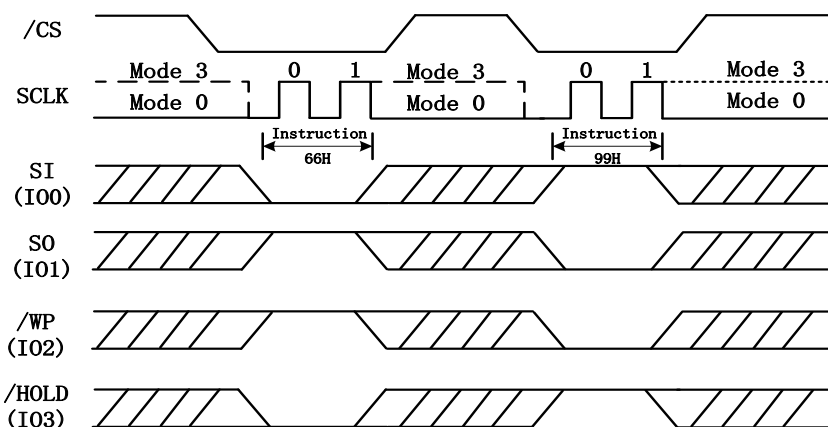 /CS
Mode 3 0 1 Mode 3 0 1 Mode 3
SCLK
Mode 0 Mode 0 Mode 0
Instruction Instruction
66H 99H
SI
(IO0)
SO
(IO1)
/WP
(IO2)
/HOLD
(IO3)